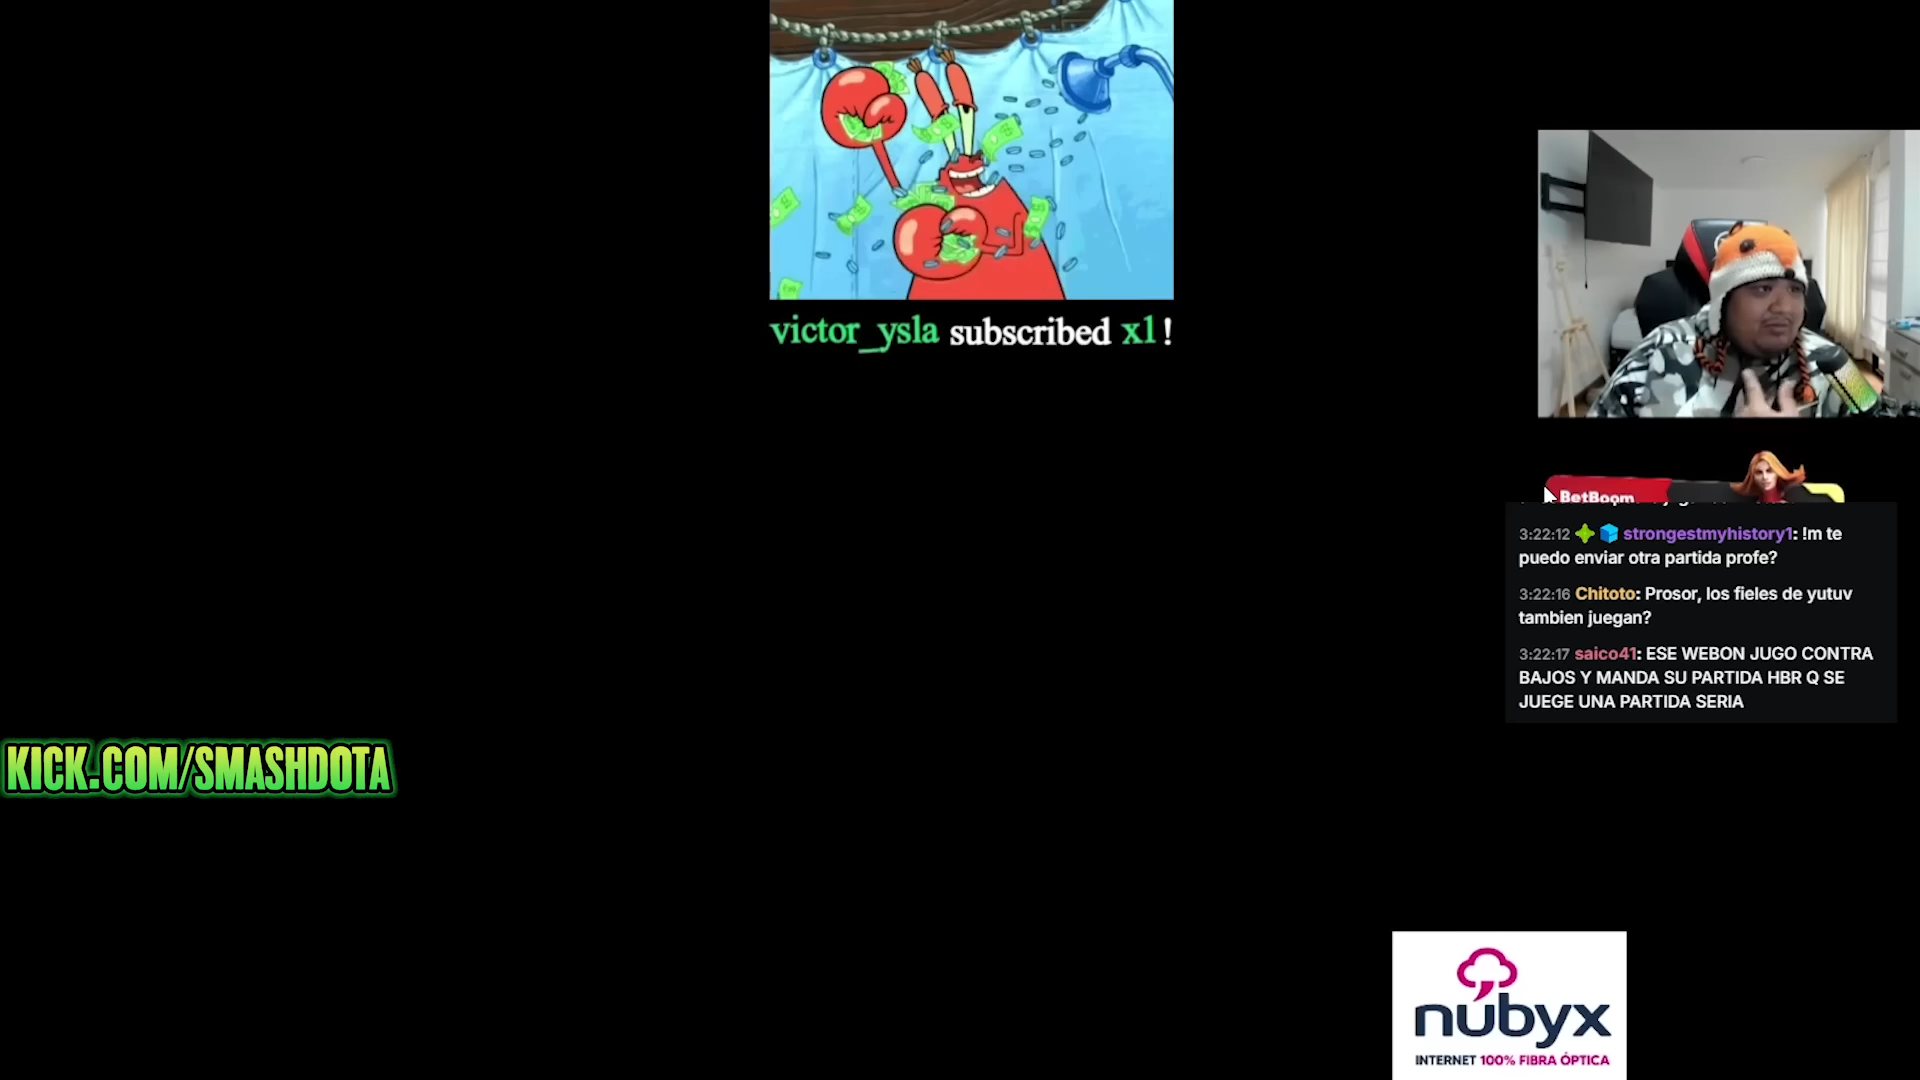 victor_ysla subscribed x1!
BetBoom
3:22:12 strongestmyhistory1: !m te
puedo enviar otra partida profe?
3:22:16 Chitoto: Prosor, los fieles de yutuv
tambien juegan?
3:22:17 saico41: ESE WEBON JUGO CONTRA
BAJOS Y MANDA SU PARTIDA HBR Q SE
JUEGE UNA PARTIDA SERIA
KICK.COM/SMASHDOTA
nubyx
INTERNET 100% FIBRA ÓPTICA